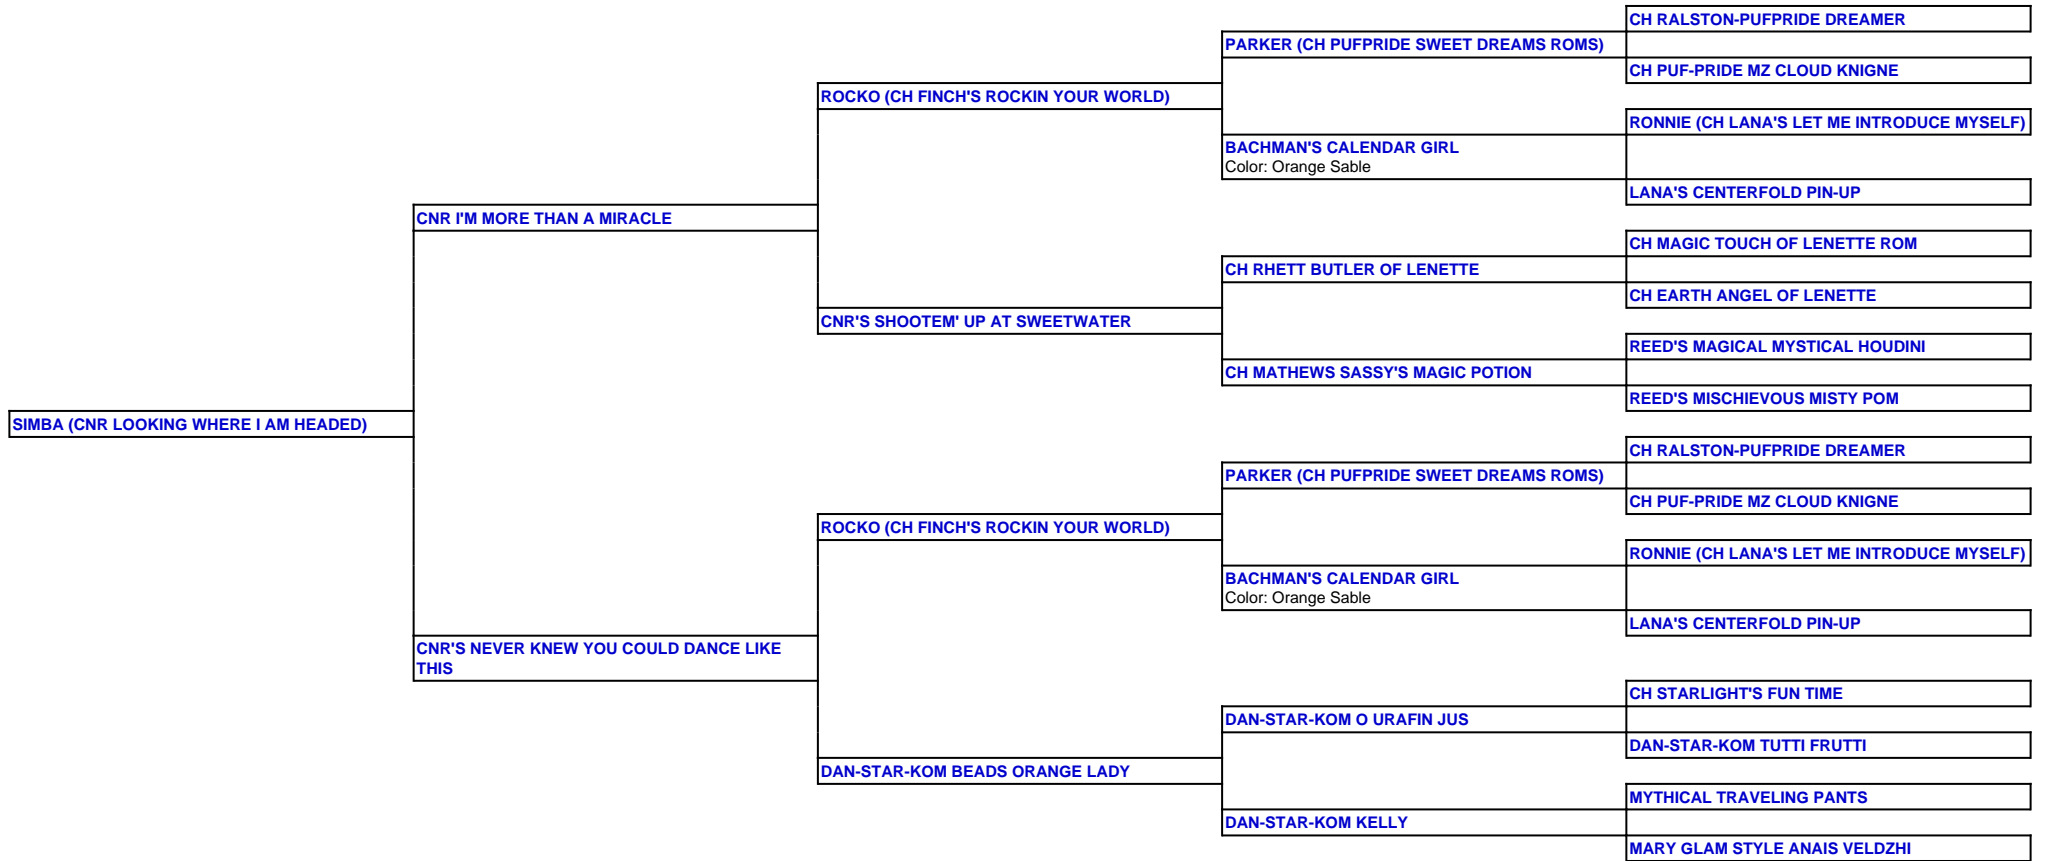 CH RALSTON-PUFPRIDE DREAMER
PARKER (CH PUFPRIDE SWEET DREAMS ROMS)
CH PUF-PRIDE MZ CLOUD KNIGNE
ROCKO (CH FINCH'S ROCKIN YOUR WORLD)
RONNIE (CH LANA'S LET ME INTRODUCE MYSELF)
BACHMAN'S CALENDAR GIRL
Color: Orange Sable
LANA'S CENTERFOLD PIN-UP
CNR I'M MORE THAN A MIRACLE
CH MAGIC TOUCH OF LENETTE ROM
CH RHETT BUTLER OF LENETTE
CH EARTH ANGEL OF LENETTE
CNR'S SHOOTEM' UP AT SWEETWATER
REED'S MAGICAL MYSTICAL HOUDINI
CH MATHEWS SASSY'S MAGIC POTION
REED'S MISCHIEVOUS MISTY POM
SIMBA (CNR LOOKING WHERE I AM HEADED)
CH RALSTON-PUFPRIDE DREAMER
PARKER (CH PUFPRIDE SWEET DREAMS ROMS)
CH PUF-PRIDE MZ CLOUD KNIGNE
ROCKO (CH FINCH'S ROCKIN YOUR WORLD)
RONNIE (CH LANA'S LET ME INTRODUCE MYSELF)
BACHMAN'S CALENDAR GIRL
Color: Orange Sable
LANA'S CENTERFOLD PIN-UP
CNR'S NEVER KNEW YOU COULD DANCE LIKE
THIS
CH STARLIGHT'S FUN TIME
DAN-STAR-KOM O URAFIN JUS
DAN-STAR-KOM TUTTI FRUTTI
DAN-STAR-KOM BEADS ORANGE LADY
MYTHICAL TRAVELING PANTS
DAN-STAR-KOM KELLY
MARY GLAM STYLE ANAIS VELDZHI